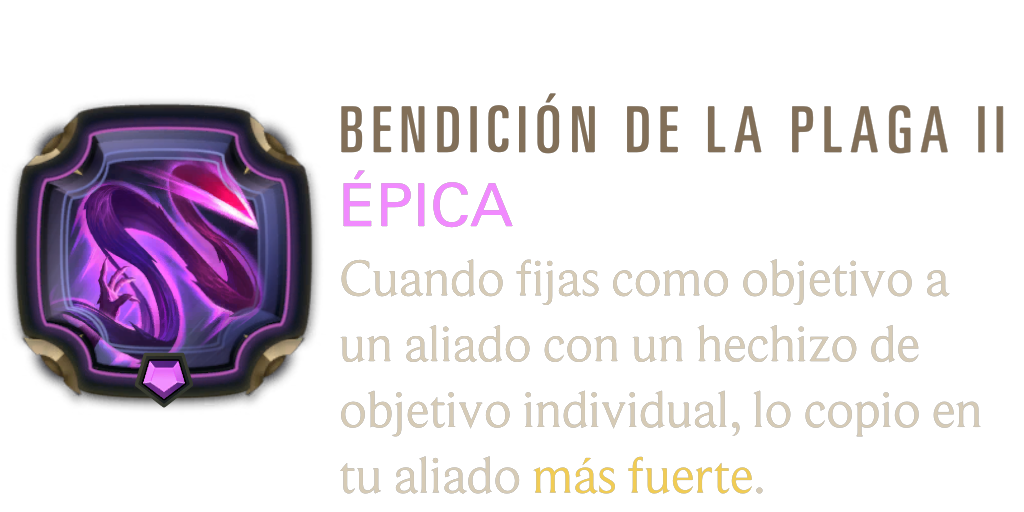 BENDICIÓN DE LA PLAGA II
ÉPICA
Cuando fijas como objetivo a
un aliado con un hechizo de
objetivo individual, lo copio en
tu aliado más fuerte.